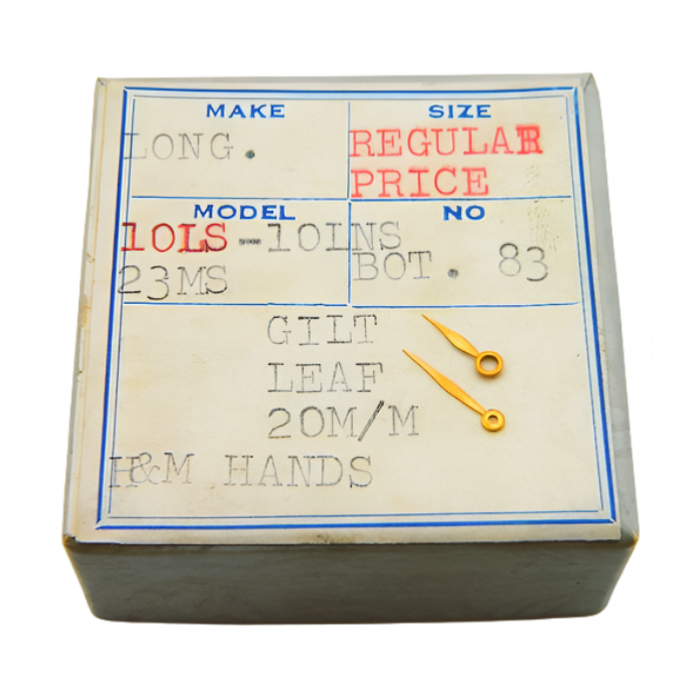 MAKE
LONG.
SIZE
REGULAR
PRICE
MODEL
10LS - 10LNS
23MS
NO
BOT. 83
GILT
LEAF
20M/M
H&M HANDS